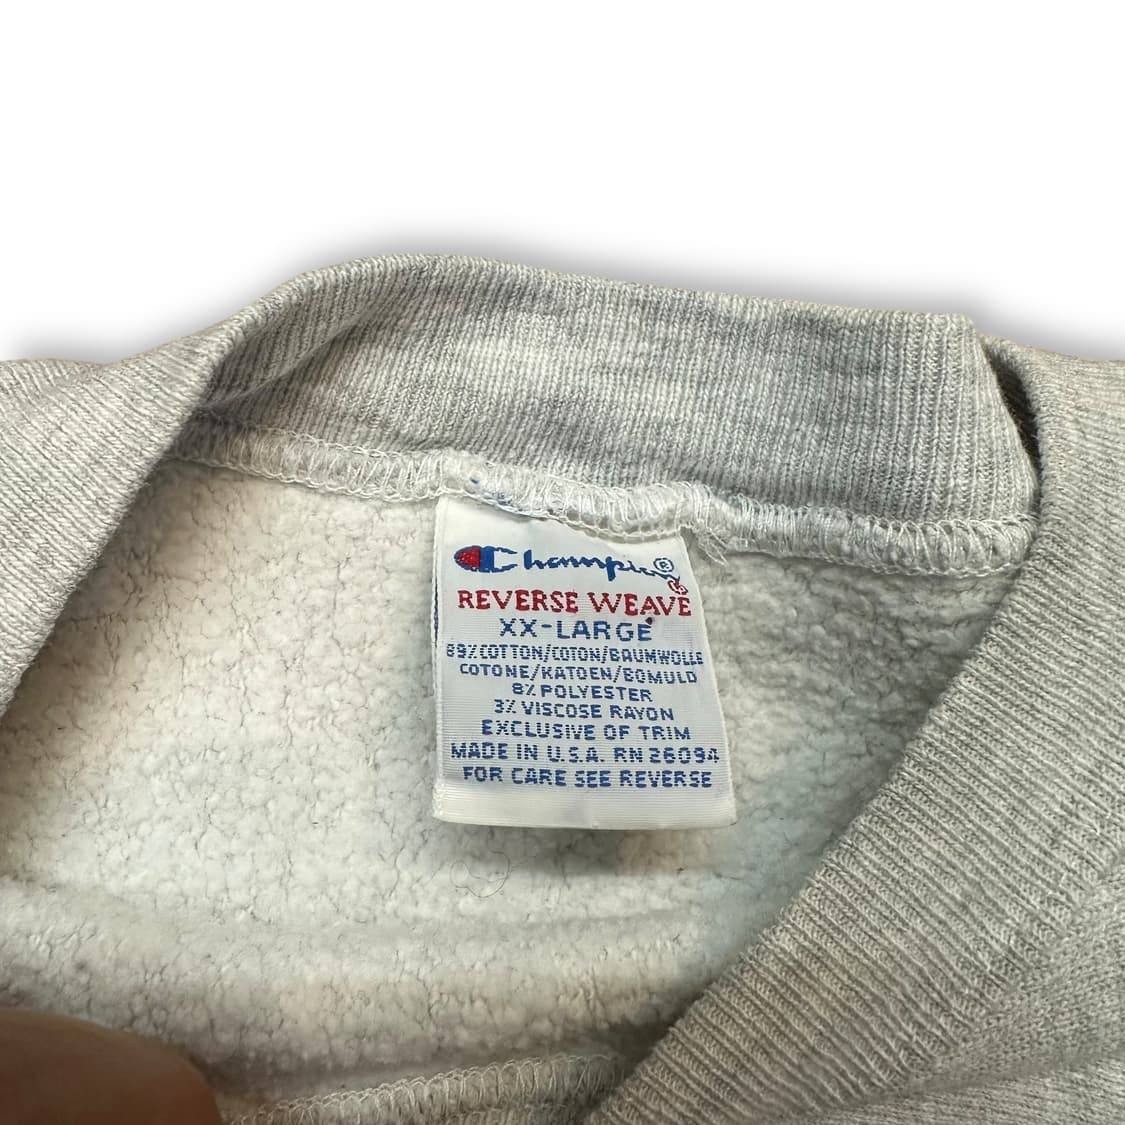 Champion®
REVERSE WEAVE
XX-LARGE
89% COTTON/COTON/BAUMWOLLE
COTONE/KATOEN/BOMULD
8% POLYESTER
3% VISCOSE RAYON
EXCLUSIVE OF TRIM
MADE IN U.S.A. RN 26094
FOR CARE SEE REVERSE